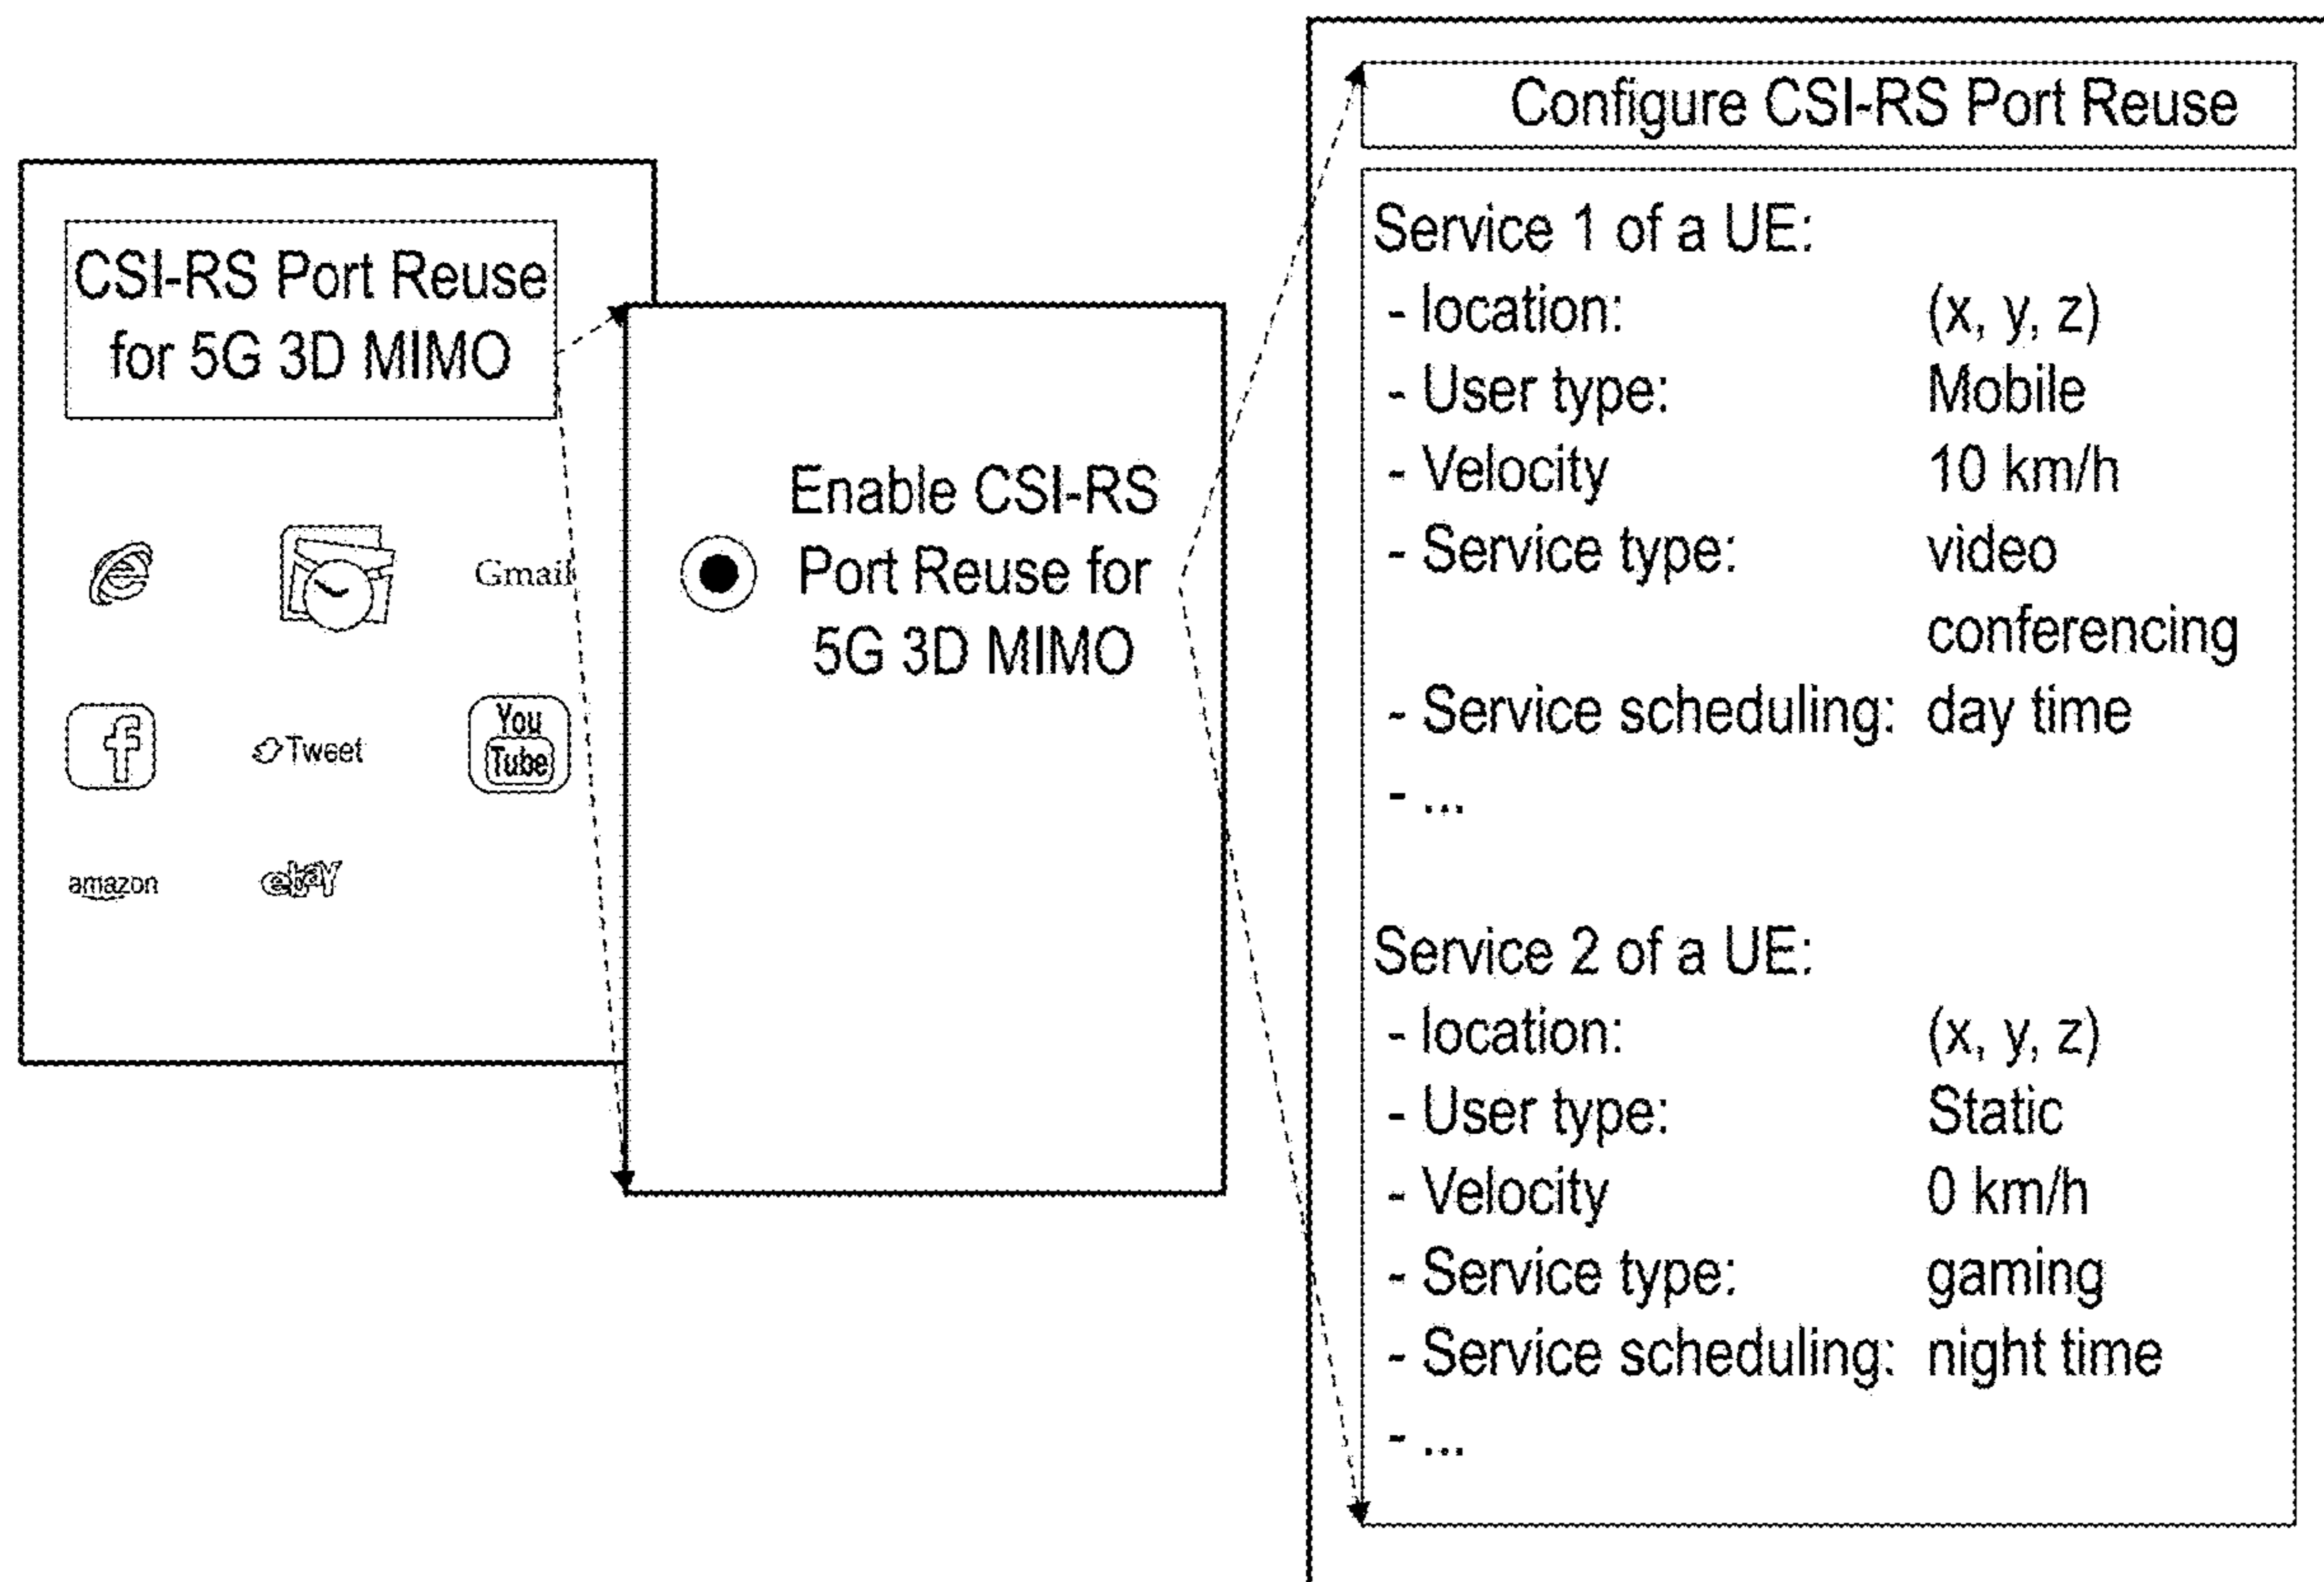 CSI-RS Port Reuse
for 5G 3D MIMO
Gmail
f
Tweet
You
Tube
amazon
ebay
Enable CSI-RS
Port Reuse for
5G 3D MIMO
Configure CSI-RS Port Reuse
Service 1 of a UE:
- location: (x, y, z)
- User type: Mobile
- Velocity 10 km/h
- Service type: video
conferencing
- Service scheduling: day time
- ...
Service 2 of a UE:
- location: (x, y, z)
- User type: Static
- Velocity 0 km/h
- Service type: gaming
- Service scheduling: night time
- ...